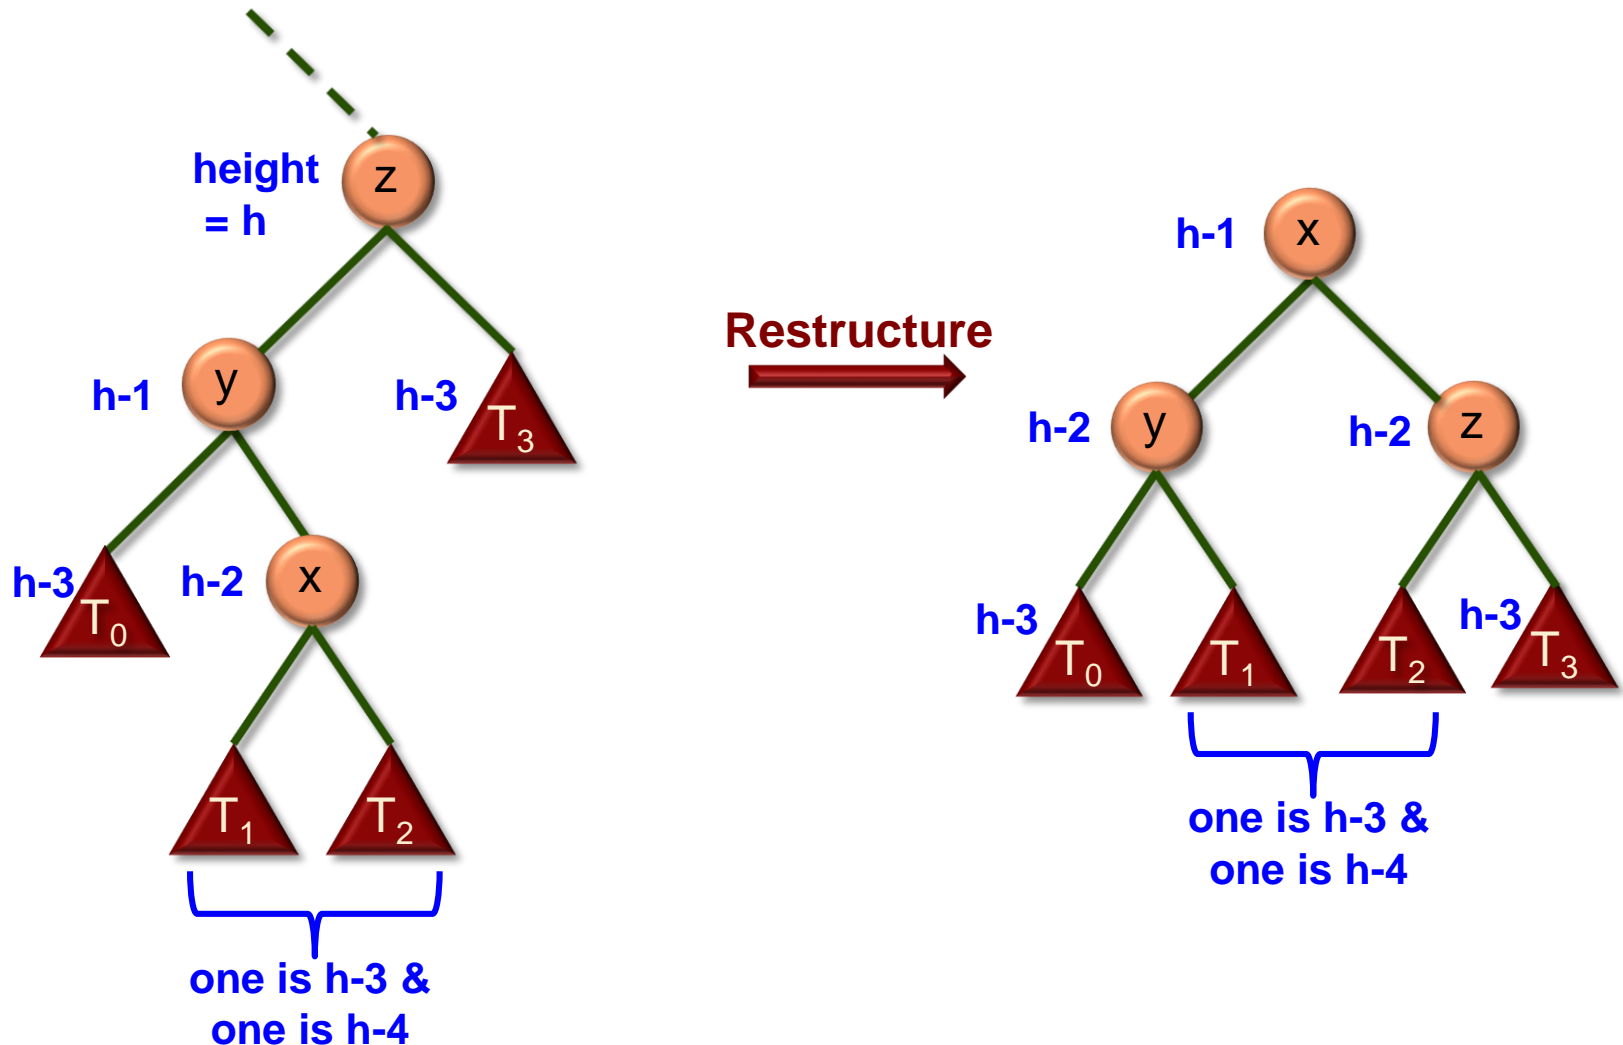 height
= h
z
h-1
y
h-3
T3
h-3
T0
h-2
x
T1
T2
one is h-3 &
one is h-4
Restructure
h-1
x
h-2
y
h-2
z
h-3
T0
T1
T2
h-3
T3
one is h-3 &
one is h-4